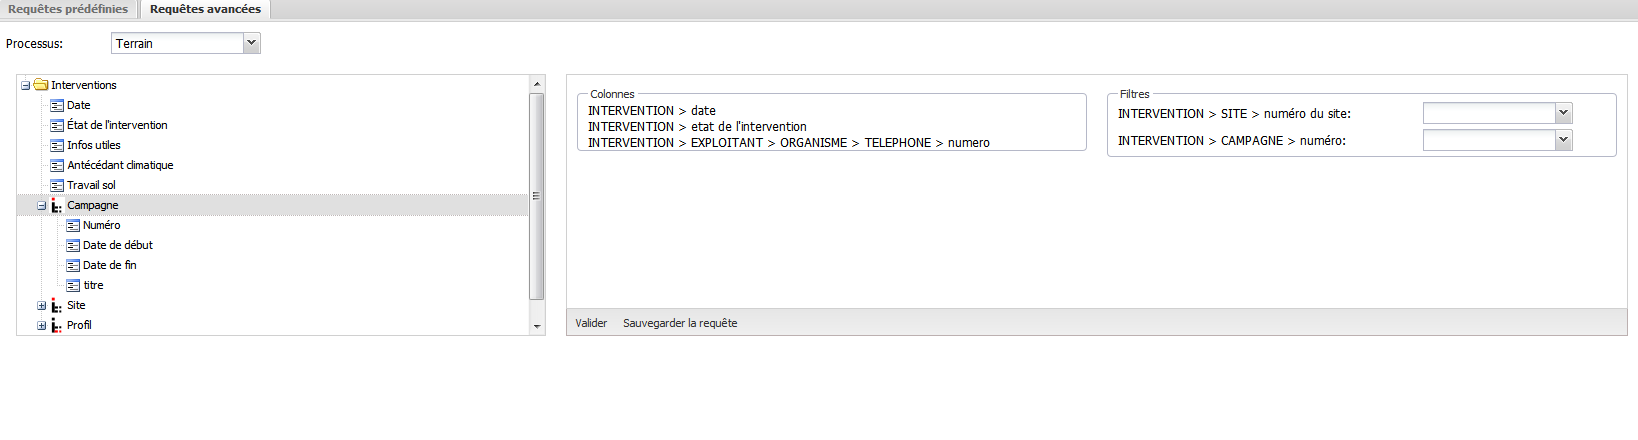 Requêtes prédéfinies
Requêtes avancées
Processus:
Terrain
Interventions
Date
État de l'intervention
Infos utiles
Antécédant climatique
Travail sol
Campagne
Numéro
Date de début
Date de fin
titre
Site
Profil
Colonnes
INTERVENTION > date
INTERVENTION > etat de l'intervention
INTERVENTION > EXPLOITANT > ORGANISME > TELEPHONE > numero
Filtres
INTERVENTION > SITE > numéro du site:
INTERVENTION > CAMPAGNE > numéro:
Valider
Sauvegarder la requête